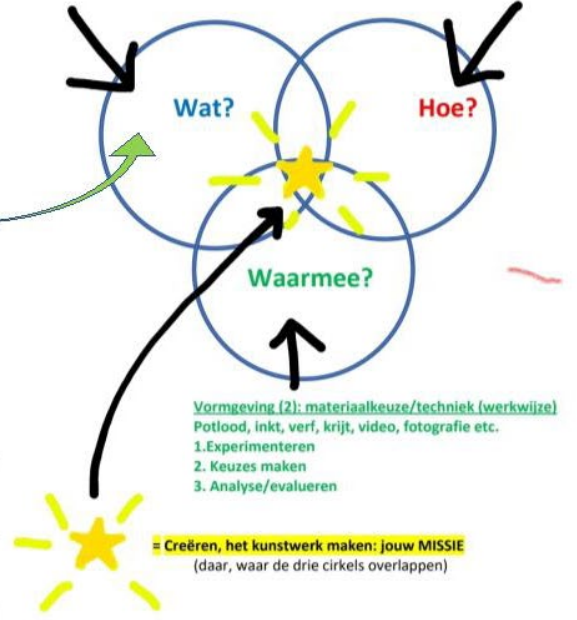 Wat?
Hoe?
Waarmee?
Vormgeving (2): materiaalkeuze/techniek (werkwijze)
Potlood, inkt, verf, krijt, video, fotografie etc.
1.Experimenteren
2. Keuzes maken
3. Analyse/evalueren
= Creëren, het kunstwerk maken: jouw MISSIE
(daar, waar de drie cirkels overlappen)